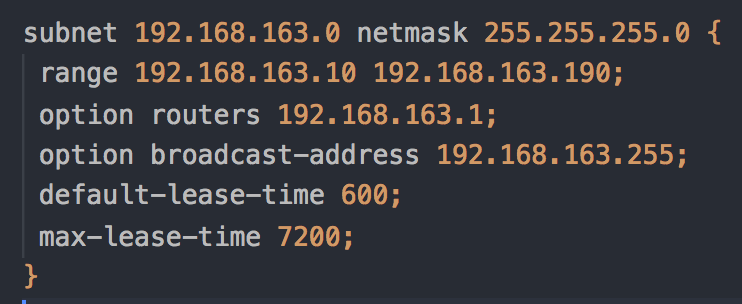 subnet 192.168.163.0 netmask 255.255.255.0 {
range 192.168.163.10 192.168.163.190;
option routers 192.168.163.1;
option broadcast-address 192.168.163.255;
default-lease-time 600;
max-lease-time 7200;
}